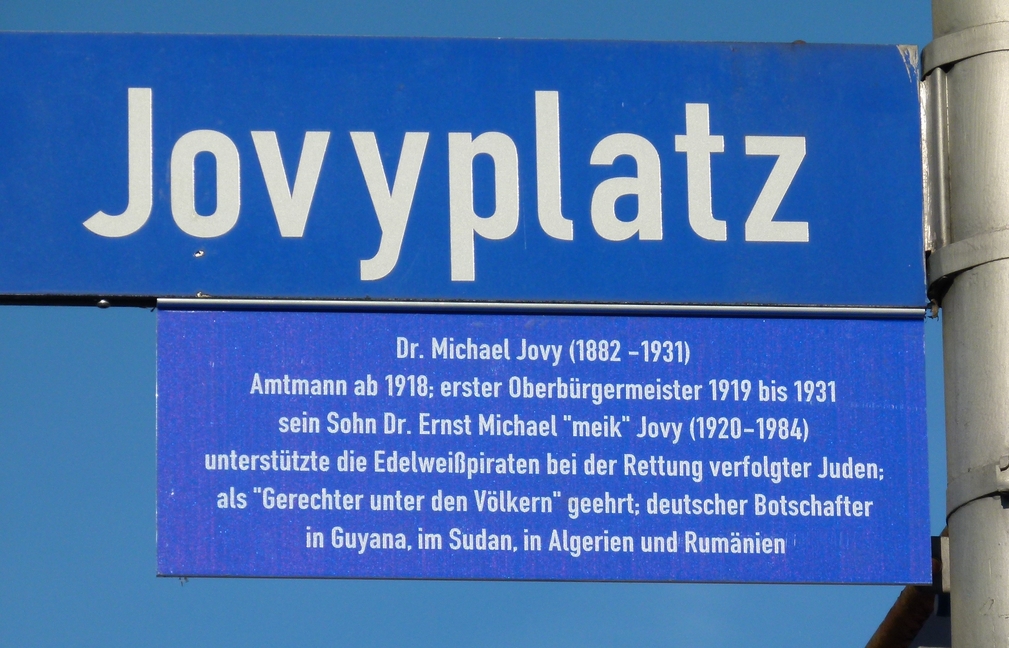 Jovyplatz
Dr. Michael Jovy (1882 -1931)
Amtmann ab 1918; erster Oberbürgermeister 1919 bis 1931
sein Sohn Dr. Ernst Michael "meik" Jovy (1920-1984)
unterstützte die Edelweißpiraten bei der Rettung verfolgter Juden;
als "Gerechter unter den Völkern" geehrt; deutscher Botschafter
in Guyana, im Sudan, in Algerien und Rumänien